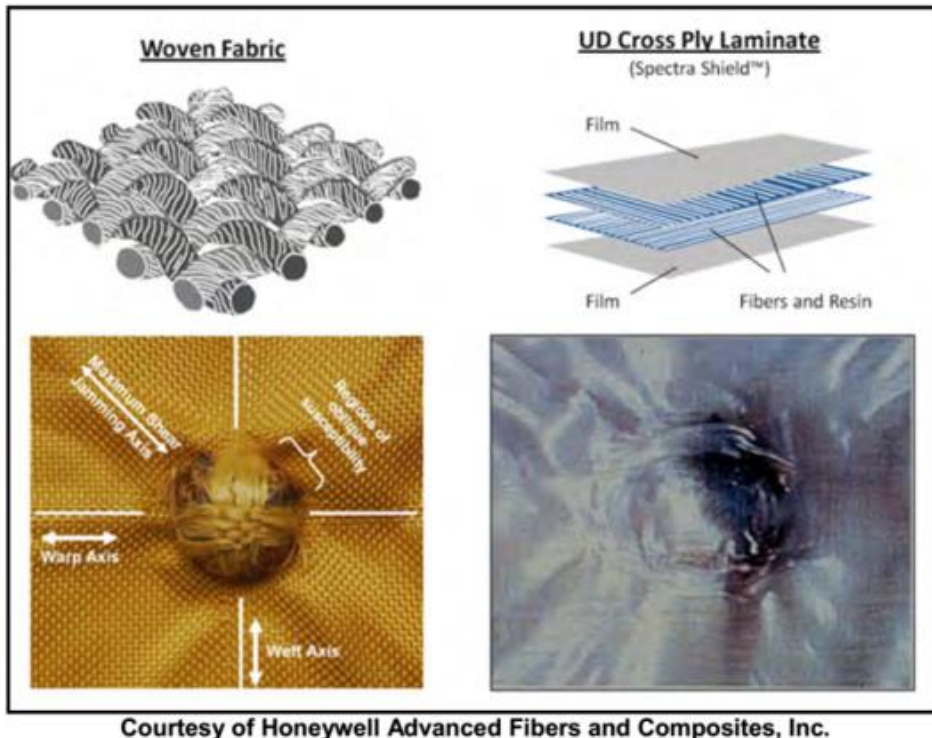 Woven Fabric
UD Cross Ply Laminate
(Spectra Shield™)
Film
Film
Fibers and Resin
Maximum Shear
Jamming Axis
Regions of
oblique
susceptibility
Warp Axis
Weft Axis
Courtesy of Honeywell Advanced Fibers and Composites, Inc.